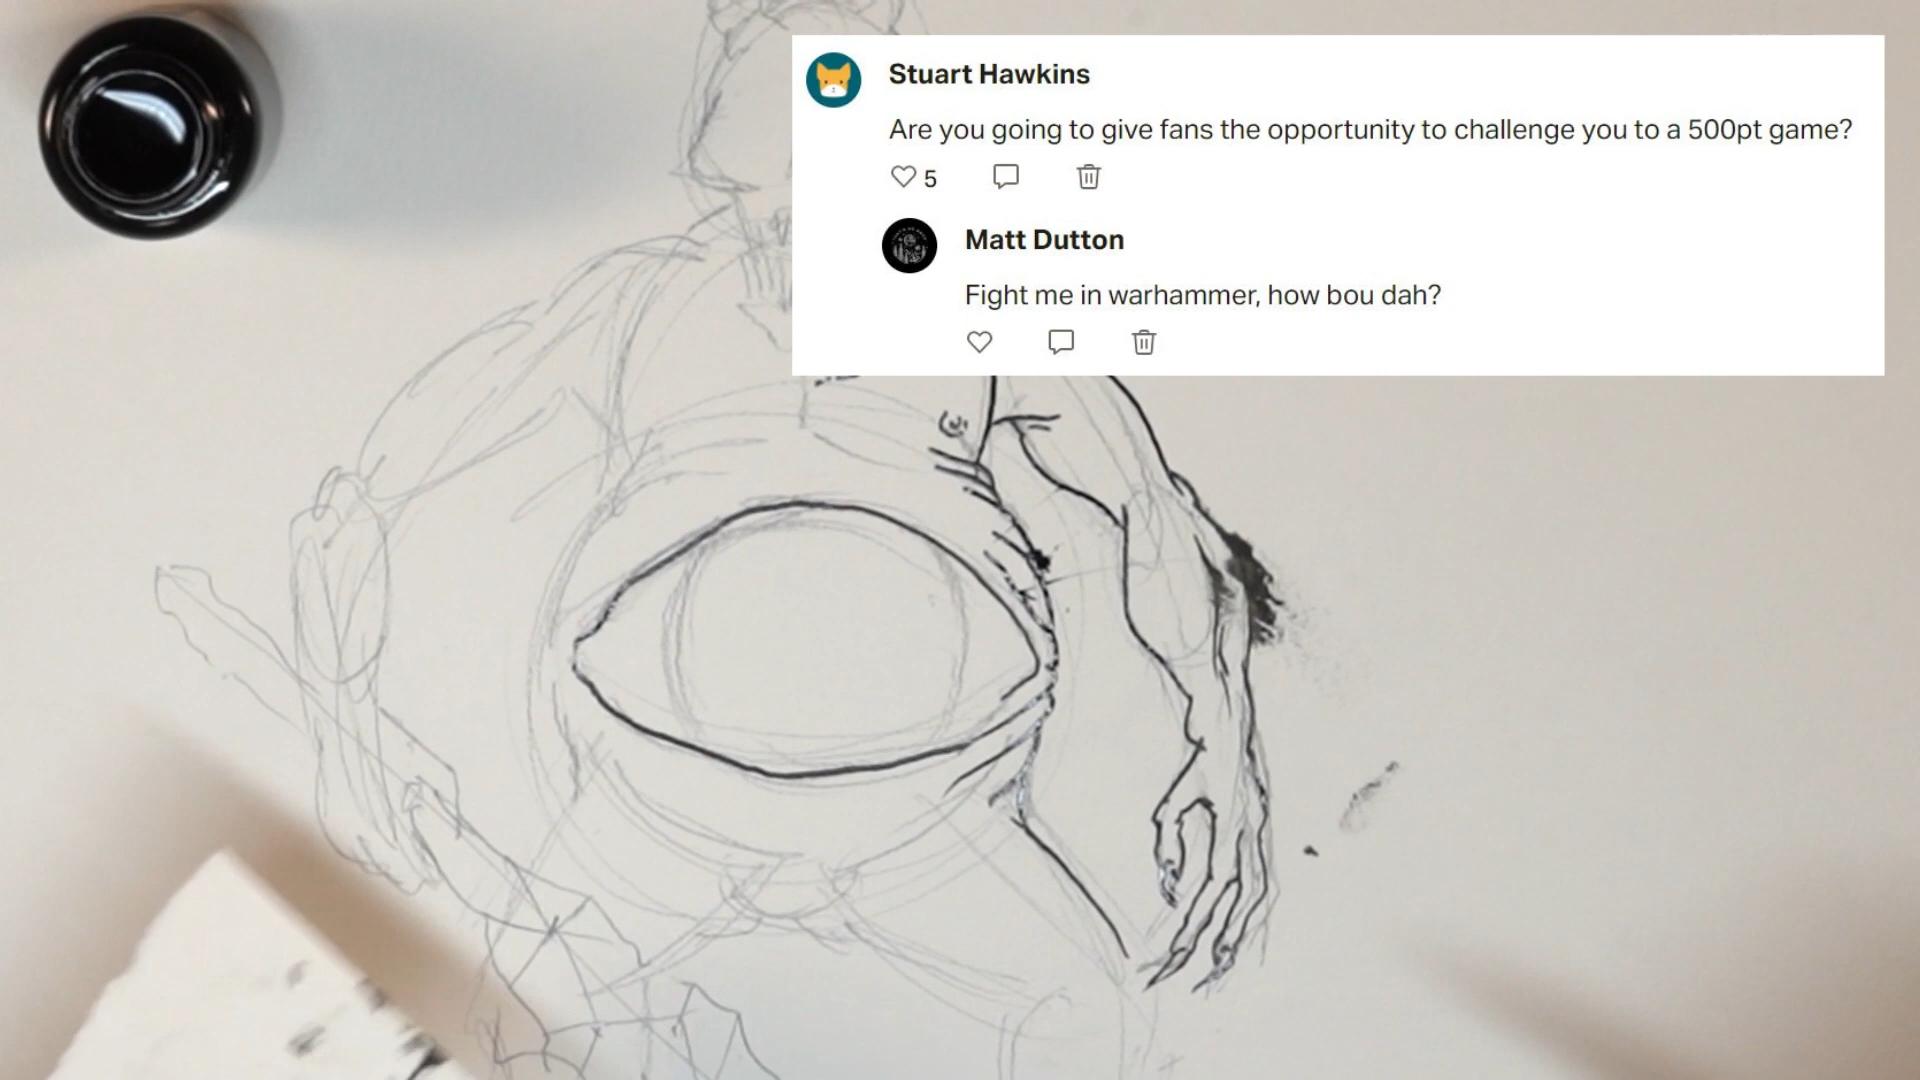 Stuart Hawkins
Are you going to give fans the opportunity to challenge you to a 500pt game?
5
Matt Dutton
Fight me in warhammer, how bou dah?